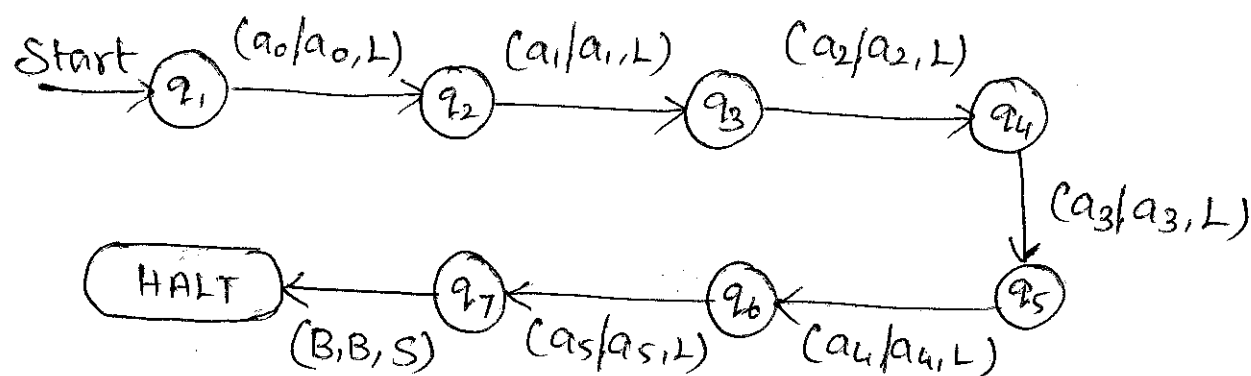 Start (a₀/a₀, L) (a₁/a₁, L) (a₂/a₂, L)
q₁ q₂ q₃ q₄
(a₃/a₃, L)
HALT q₇ q₆ q₅
(B, B, S) (a₅/a₅, L) (a₄/a₄, L)